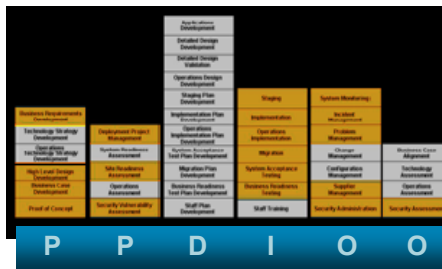 Applications
Development
Detailed Design
Development
Detailed Design
Validation
Operations Design
Development
Staging Plan
Development
Implementation Plan
Development
Operations
Implementation Plan
Development
System Acceptance
Test Plan Development
Migration Plan
Development
Business Readiness
Test Plan Development
Staff Plan
Development
Business Requirements
Development
Technology Strategy
Development
Operations
Technology Strategy
Development
High Level Design
Development
Business Case
Development
Proof of Concept
Deployment Project
Management
System Readiness
Assessment
Site Readiness
Assessment
Operations
Assessment
Security Vulnerability
Assessment
Staging
Implementation
Operations
Implementation
Migration
System Acceptance
Testing
Business Readiness
Testing
Staff Training
System Monitoring
Incident
Management
Problem
Management
Change
Management
Configuration
Management
Supplier
Management
Security Administration
Business Case
Alignment
Technology
Assessment
Operations
Assessment
Security Assessment
P P D I O O